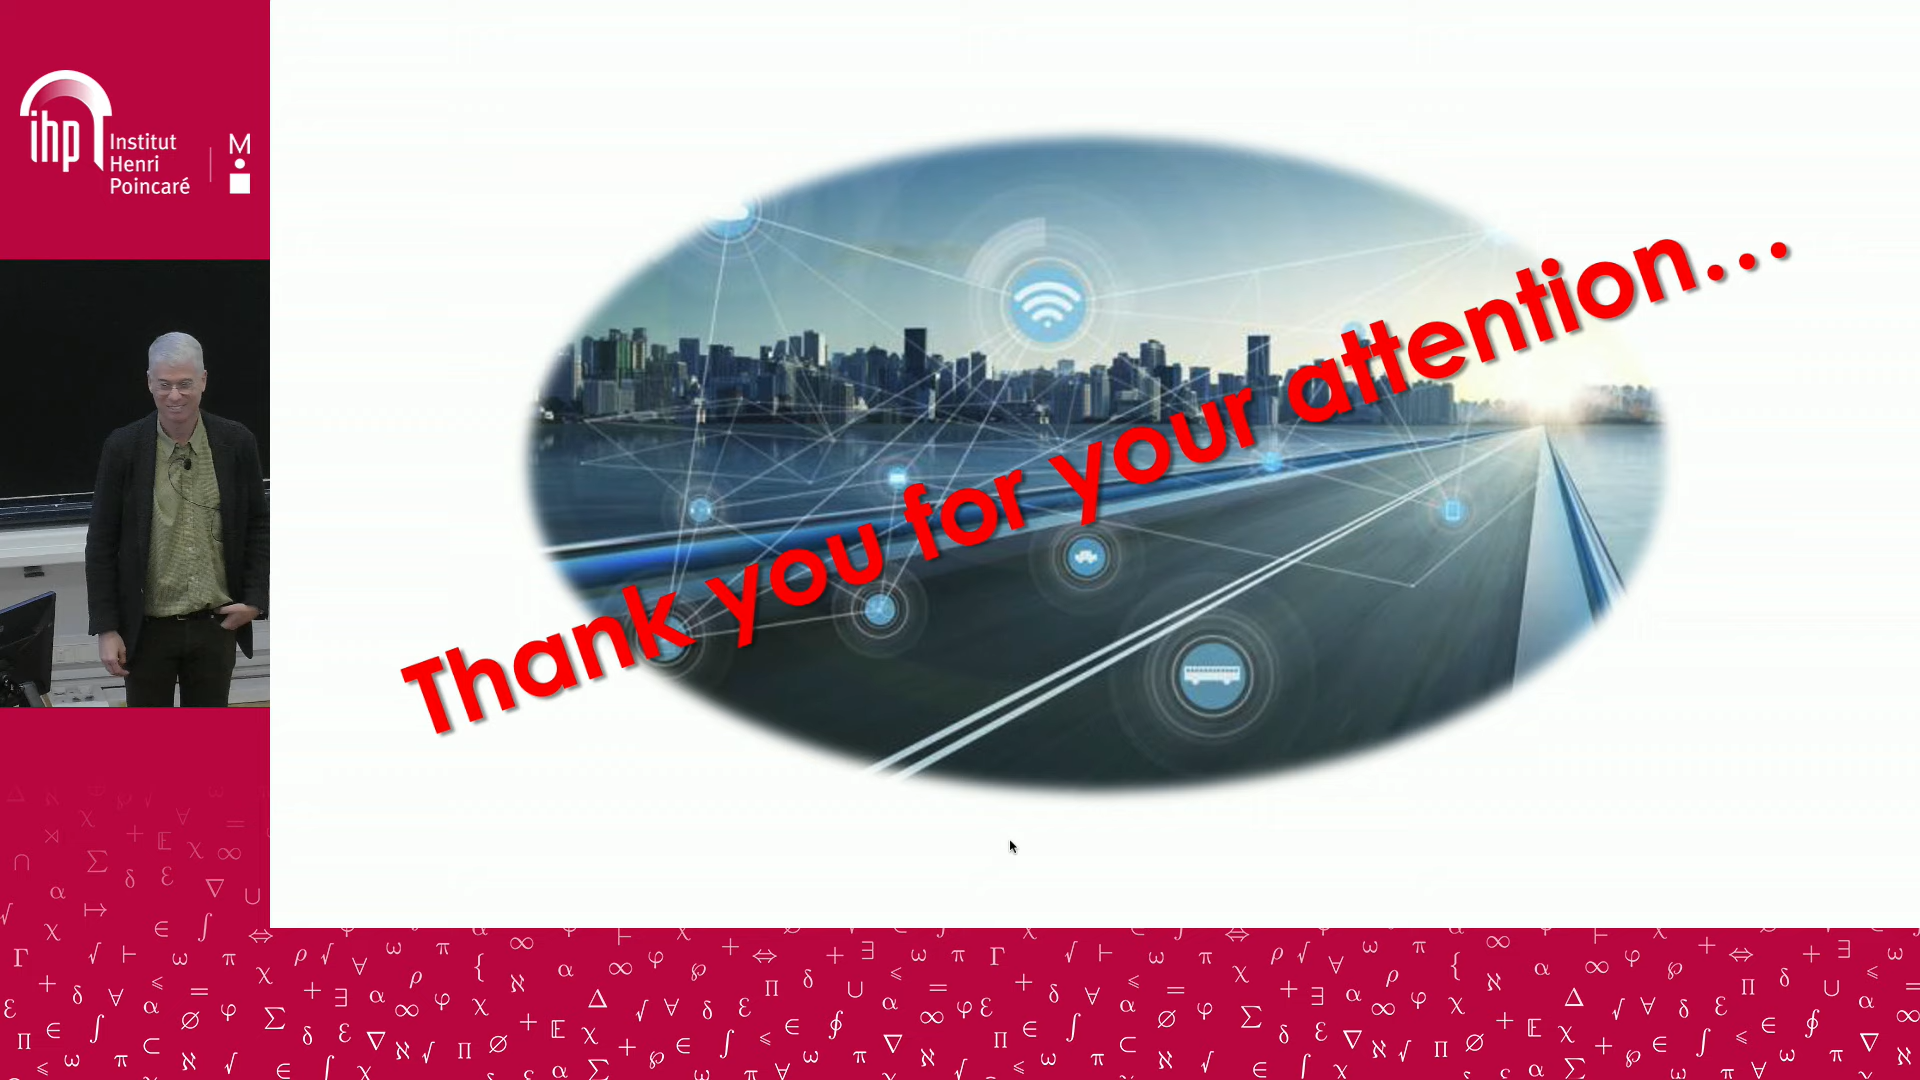 ihp
Institut
Henri
Poincaré
M
Thank you for your attention...